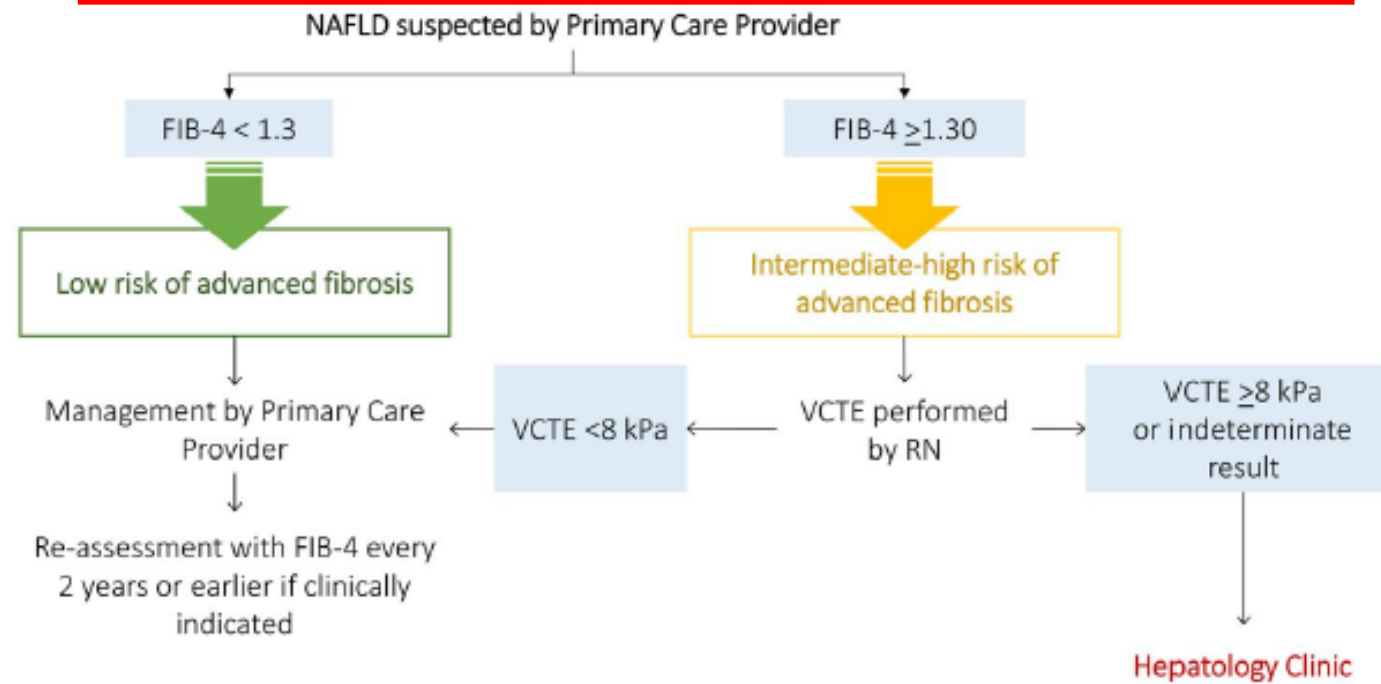 NAFLD suspected by Primary Care Provider
FIB-4 < 1.3
FIB-4 ≥1.30
Low risk of advanced fibrosis
Intermediate-high risk of
advanced fibrosis
Management by Primary Care
Provider
VCTE <8 kPa
VCTE performed
by RN
VCTE ≥8 kPa
or indeterminate
result
Re-assessment with FIB-4 every
2 years or earlier if clinically
indicated
Hepatology Clinic